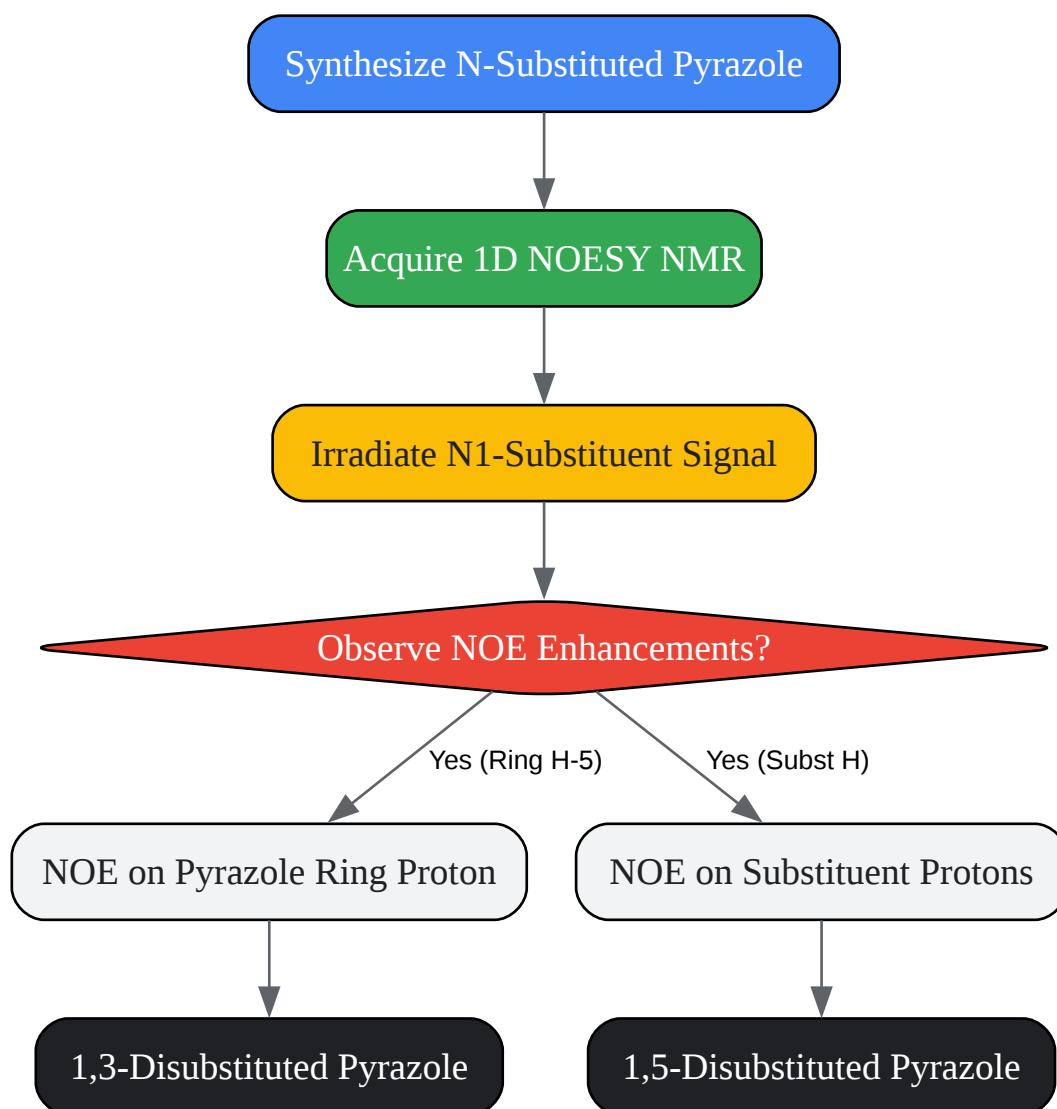 Synthesize N-Substituted Pyrazole
Acquire 1D NOESY NMR
Irradiate N1-Substituent Signal
Observe NOE Enhancements?
Yes (Ring H-5)
Yes (Subst H)
NOE on Pyrazole Ring Proton
NOE on Substituent Protons
1,3-Disubstituted Pyrazole
1,5-Disubstituted Pyrazole